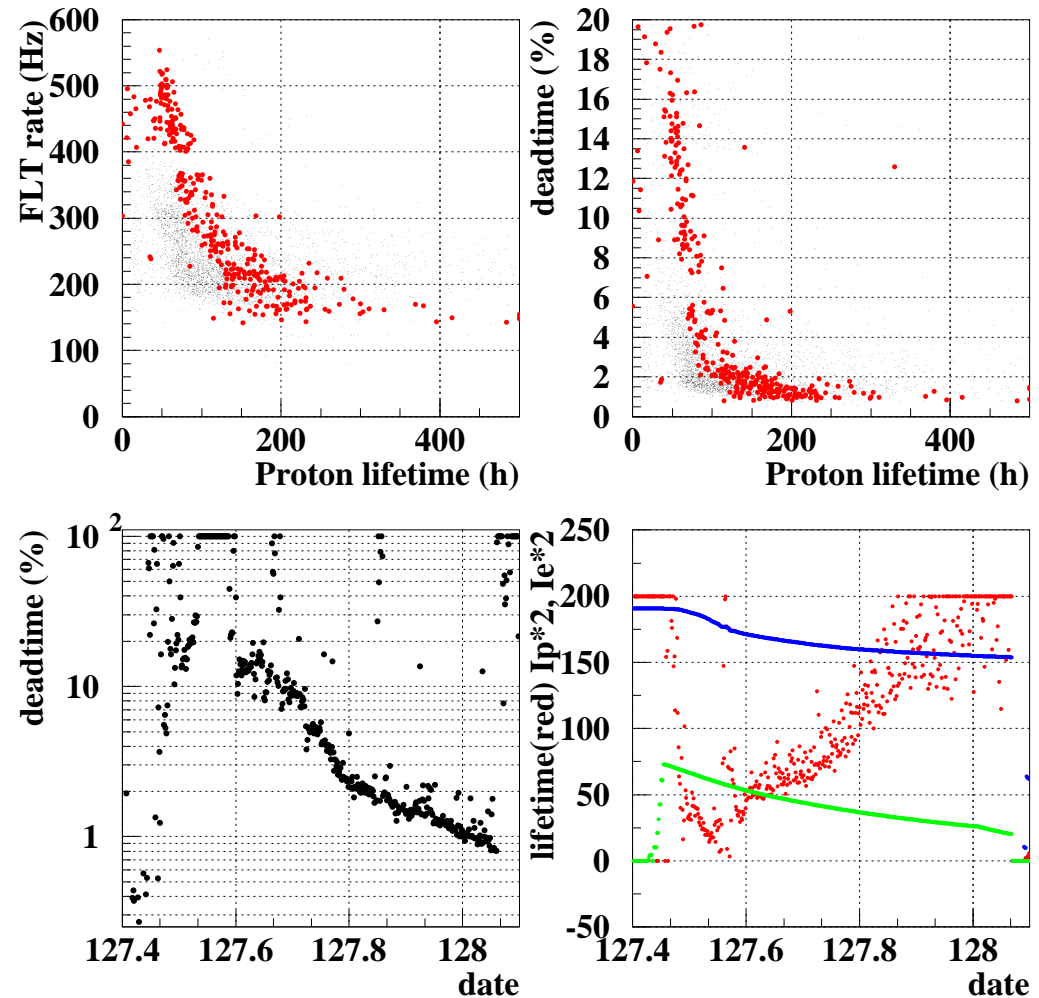 FLT rate (Hz)
600
500
400
300
200
100
0
0 200 400
Proton lifetime (h)
deadtime (%)
20
18
16
14
12
10
8
6
4
2
0
0 200 400
Proton lifetime (h)
deadtime (%)
10 2
10
1
127.4 127.6 127.8 128
date
lifetime(red) Ip*2, Ie*2
250
200
150
100
50
0
-50
127.4 127.6 127.8 128
date